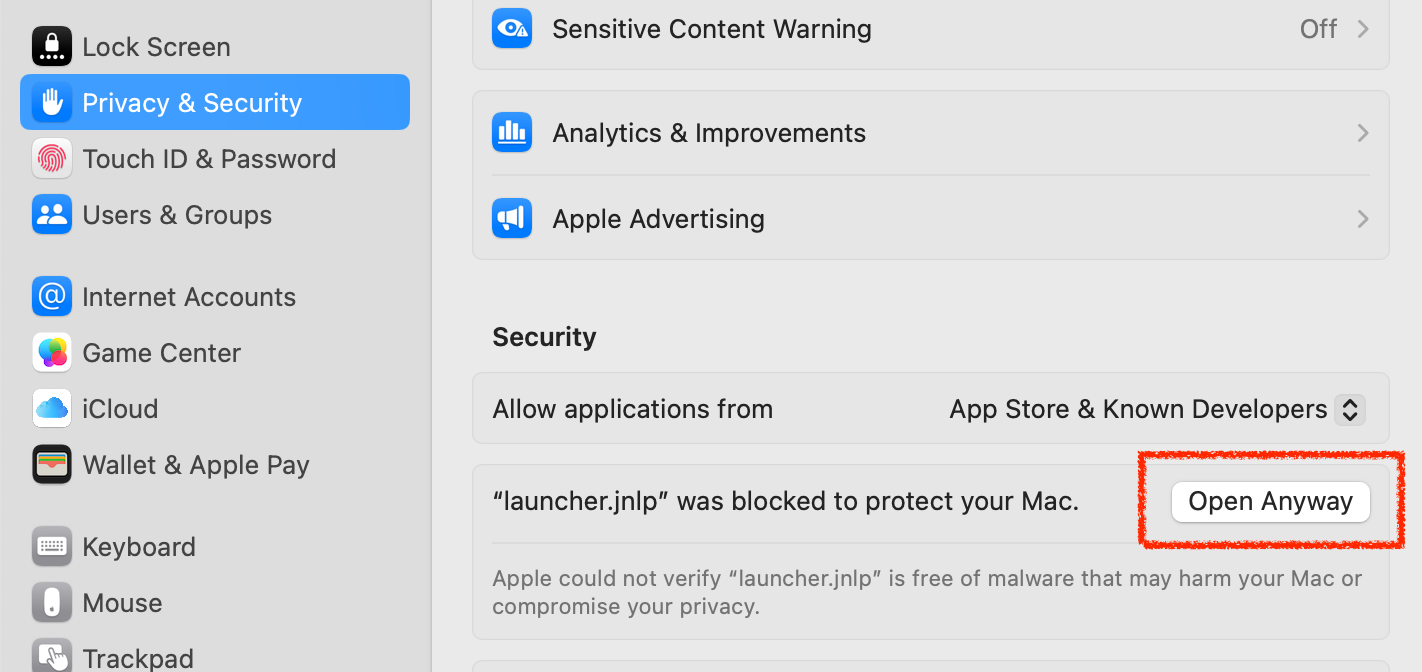 Lock Screen
Privacy & Security
Touch ID & Password
Users & Groups
Internet Accounts
Game Center
iCloud
Wallet & Apple Pay
Keyboard
Mouse
Trackpad
Sensitive Content Warning Off
Analytics & Improvements
Apple Advertising
Security
Allow applications from App Store & Known Developers
“launcher.jnlp” was blocked to protect your Mac. Open Anyway
Apple could not verify “launcher.jnlp” is free of malware that may harm your Mac or
compromise your privacy.